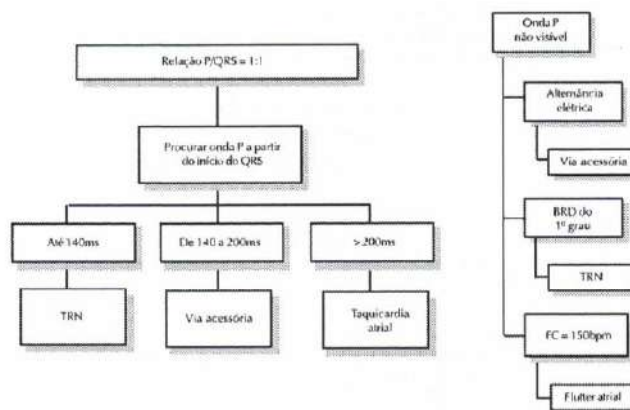 Relação P/QRS = 1:1
Procurar onda P a partir
do início do QRS
Até 140ms
De 140 a 200ms
> 200ms
TRN
Via acessória
Taquicardia
atrial
Onda P
não visível
Alternância
elétrica
Via acessória
BRD do
1º grau
TRN
FC = 150bpm
Flutter atrial